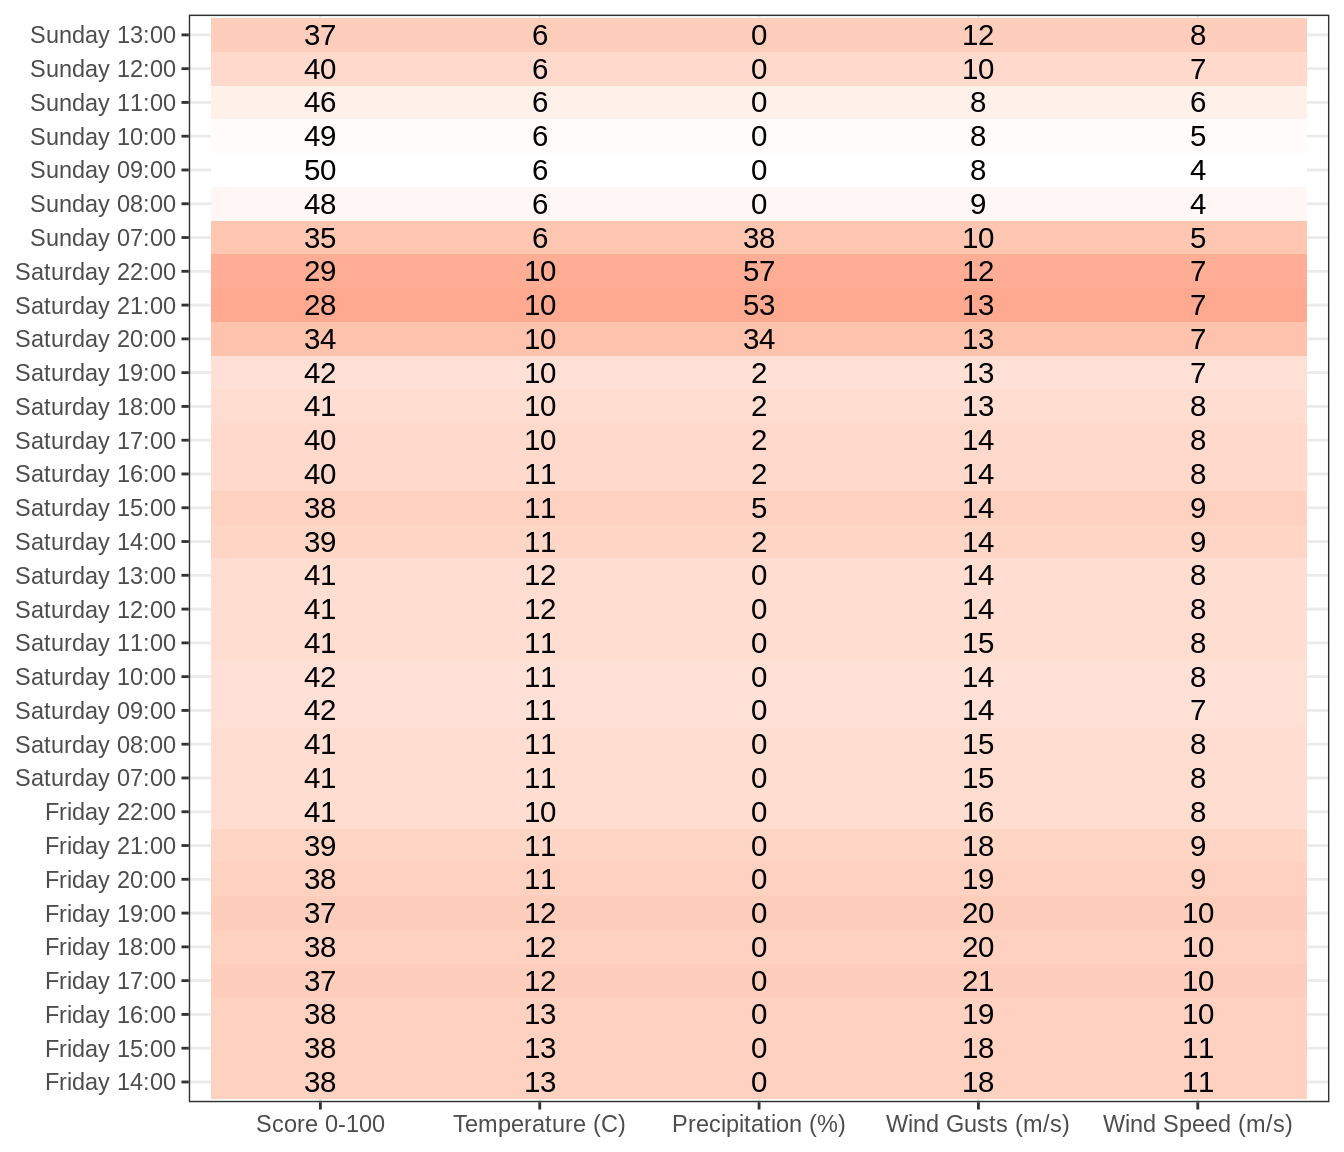 Sunday 13:00 37 6 0 12 8
Sunday 12:00 40 6 0 10 7
Sunday 11:00 46 6 0 8 6
Sunday 10:00 49 6 0 8 5
Sunday 09:00 50 6 0 8 4
Sunday 08:00 48 6 0 9 4
Sunday 07:00 35 6 38 10 5
Saturday 22:00 29 10 57 12 7
Saturday 21:00 28 10 53 13 7
Saturday 20:00 34 10 34 13 7
Saturday 19:00 42 10 2 13 7
Saturday 18:00 41 10 2 13 8
Saturday 17:00 40 10 2 14 8
Saturday 16:00 40 11 2 14 8
Saturday 15:00 38 11 5 14 9
Saturday 14:00 39 11 2 14 9
Saturday 13:00 41 12 0 14 8
Saturday 12:00 41 12 0 14 8
Saturday 11:00 41 11 0 15 8
Saturday 10:00 42 11 0 14 8
Saturday 09:00 42 11 0 14 7
Saturday 08:00 41 11 0 15 8
Saturday 07:00 41 11 0 15 8
Friday 22:00 41 10 0 16 8
Friday 21:00 39 11 0 18 9
Friday 20:00 38 11 0 19 9
Friday 19:00 37 12 0 20 10
Friday 18:00 38 12 0 20 10
Friday 17:00 37 12 0 21 10
Friday 16:00 38 13 0 19 10
Friday 15:00 38 13 0 18 11
Friday 14:00 38 13 0 18 11
Score 0-100 Temperature (C) Precipitation (%) Wind Gusts (m/s) Wind Speed (m/s)